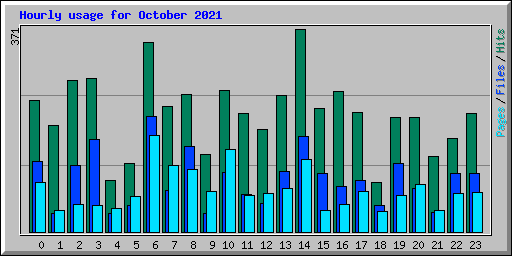 Hourly usage for October 2021
371
Pages/Files/Hits
0 1 2 3 4 5 6 7 8 9 10 11 12 13 14 15 16 17 18 19 20 21 22 23